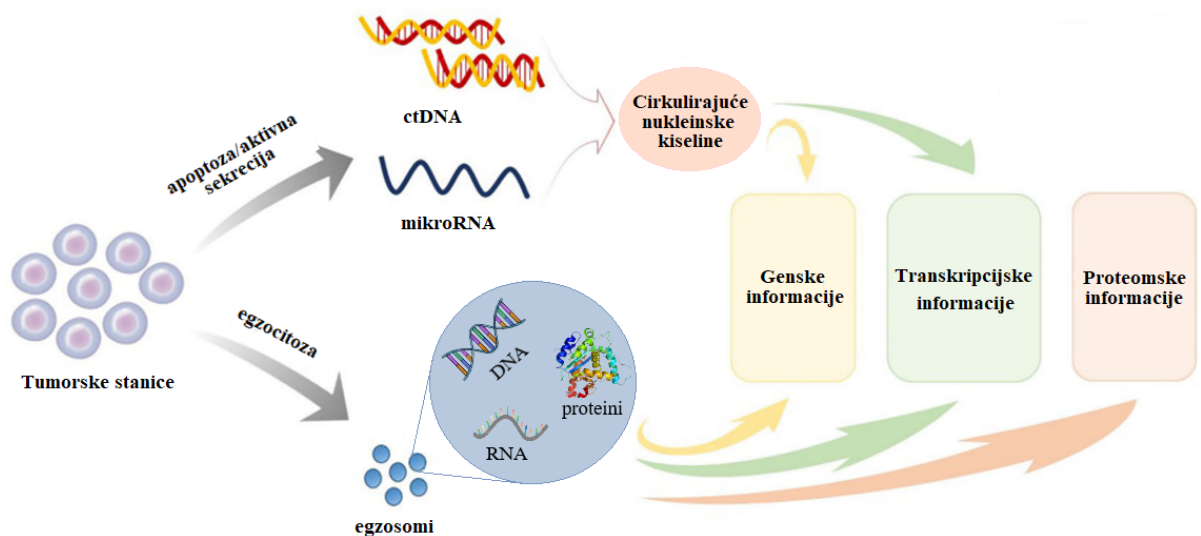 ctDNA
mikroRNA
apoptoza/aktivna
sekrecija
Cirkulirajuće
nukleinske
kiseline
Genske
informacije
Transkripcijske
informacije
Proteomske
informacije
Tumorske stanice
egzocitoza
DNA
proteini
RNA
egzosomi